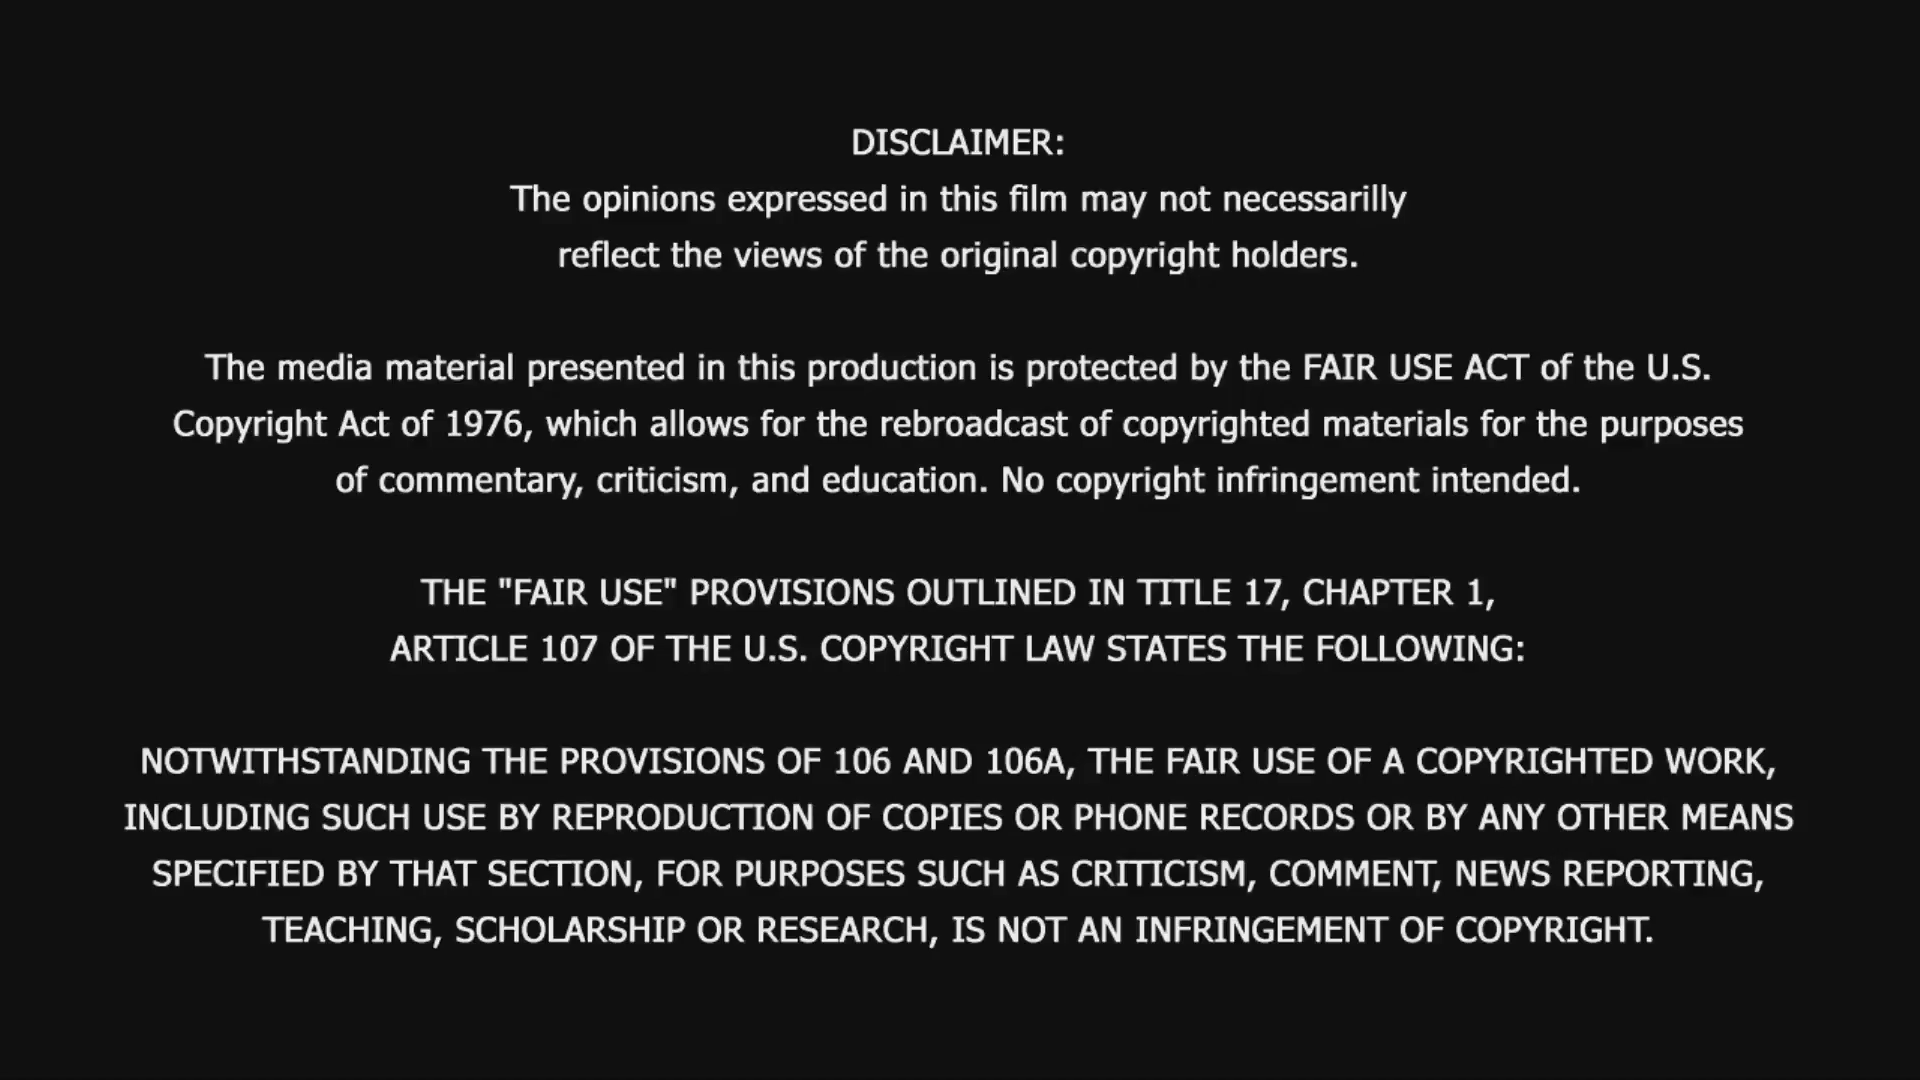 DISCLAIMER:
The opinions expressed in this film may not necessarilly
reflect the views of the original copyright holders.
The media material presented in this production is protected by the FAIR USE ACT of the U.S.
Copyright Act of 1976, which allows for the rebroadcast of copyrighted materials for the purposes
of commentary, criticism, and education. No copyright infringement intended.
THE "FAIR USE" PROVISIONS OUTLINED IN TITLE 17, CHAPTER 1,
ARTICLE 107 OF THE U.S. COPYRIGHT LAW STATES THE FOLLOWING:
NOTWITHSTANDING THE PROVISIONS OF 106 AND 106A, THE FAIR USE OF A COPYRIGHTED WORK,
INCLUDING SUCH USE BY REPRODUCTION OF COPIES OR PHONE RECORDS OR BY ANY OTHER MEANS
SPECIFIED BY THAT SECTION, FOR PURPOSES SUCH AS CRITICISM, COMMENT, NEWS REPORTING,
TEACHING, SCHOLARSHIP OR RESEARCH, IS NOT AN INFRINGEMENT OF COPYRIGHT.